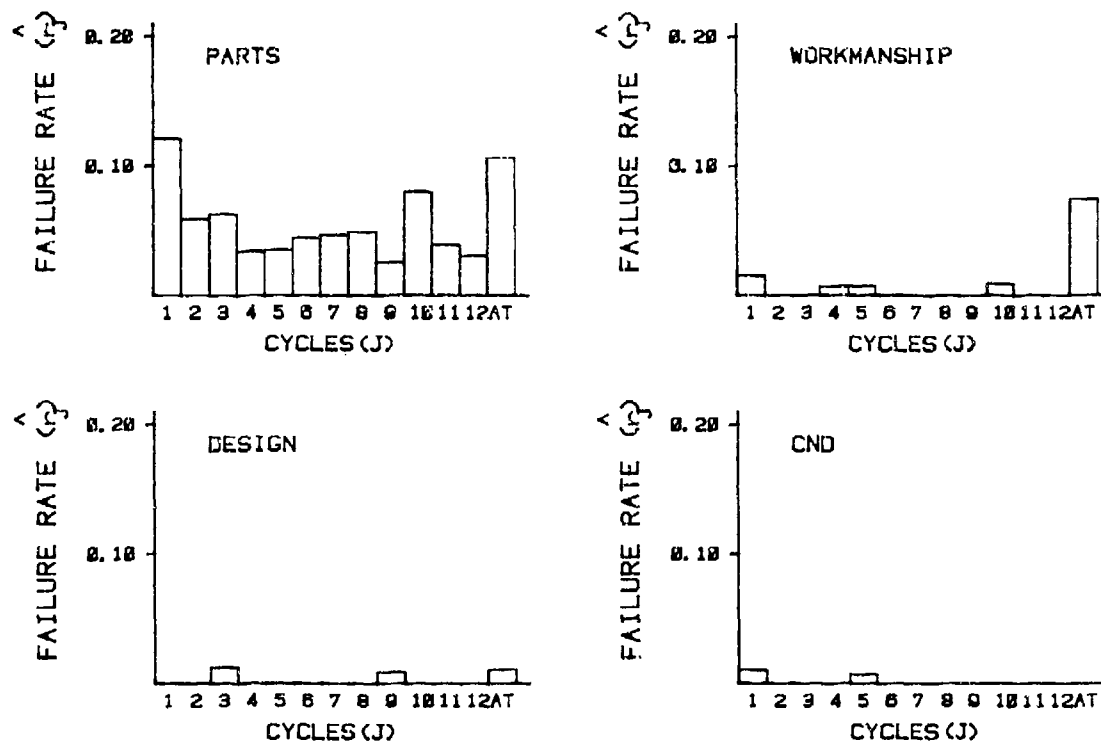 0.20
PARTS
FAILURE RATE (r̂)
0.10
1 2 3 4 5 6 7 8 9 10 11 12AT
CYCLES(J)
0.20
WORKMANSHIP
FAILURE RATE (r̂)
0.10
1 2 3 4 5 6 7 8 9 10 11 12AT
CYCLES(J)
0.20
DESIGN
FAILURE RATE (r̂)
0.10
1 2 3 4 5 6 7 8 9 10 11 12AT
CYCLES(J)
0.20
CND
FAILURE RATE (r̂)
0.10
1 2 3 4 5 6 7 8 9 10 11 12AT
CYCLES(J)